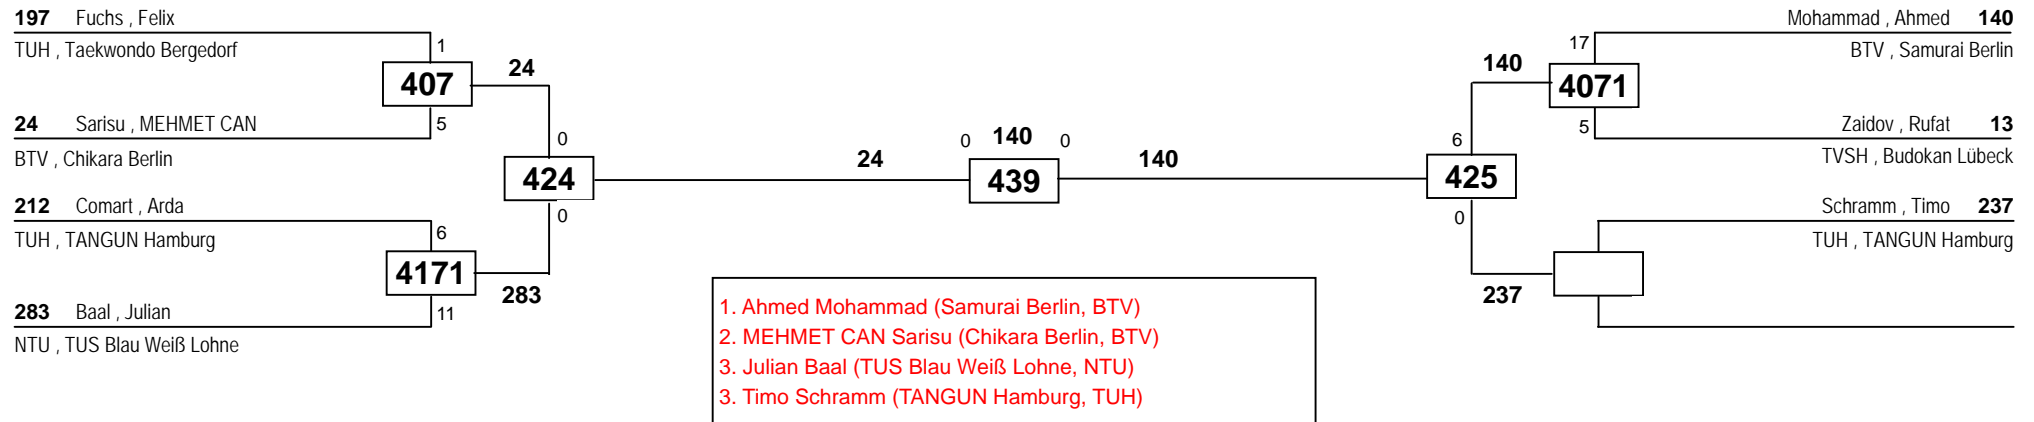 197 Fuchs , Felix
TUH , Taekwondo Bergedorf
1
407
24
5
24 Sarisu , MEHMET CAN
BTV , Chikara Berlin
212 Comart , Arda
TUH , TANGUN Hamburg
6
4171
283
11
283 Baal , Julian
NTU , TUS Blau Weiß Lohne
0
424
0
24
0 140 0
439
140
6
425
0
140
17
4071
5
Mohammad , Ahmed 140
BTV , Samurai Berlin
Zaidov , Rufat 13
TVSH , Budokan Lübeck
Schramm , Timo 237
TUH , TANGUN Hamburg
237
1. Ahmed Mohammad (Samurai Berlin, BTV)
2. MEHMET CAN Sarisu (Chikara Berlin, BTV)
3. Julian Baal (TUS Blau Weiß Lohne, NTU)
3. Timo Schramm (TANGUN Hamburg, TUH)